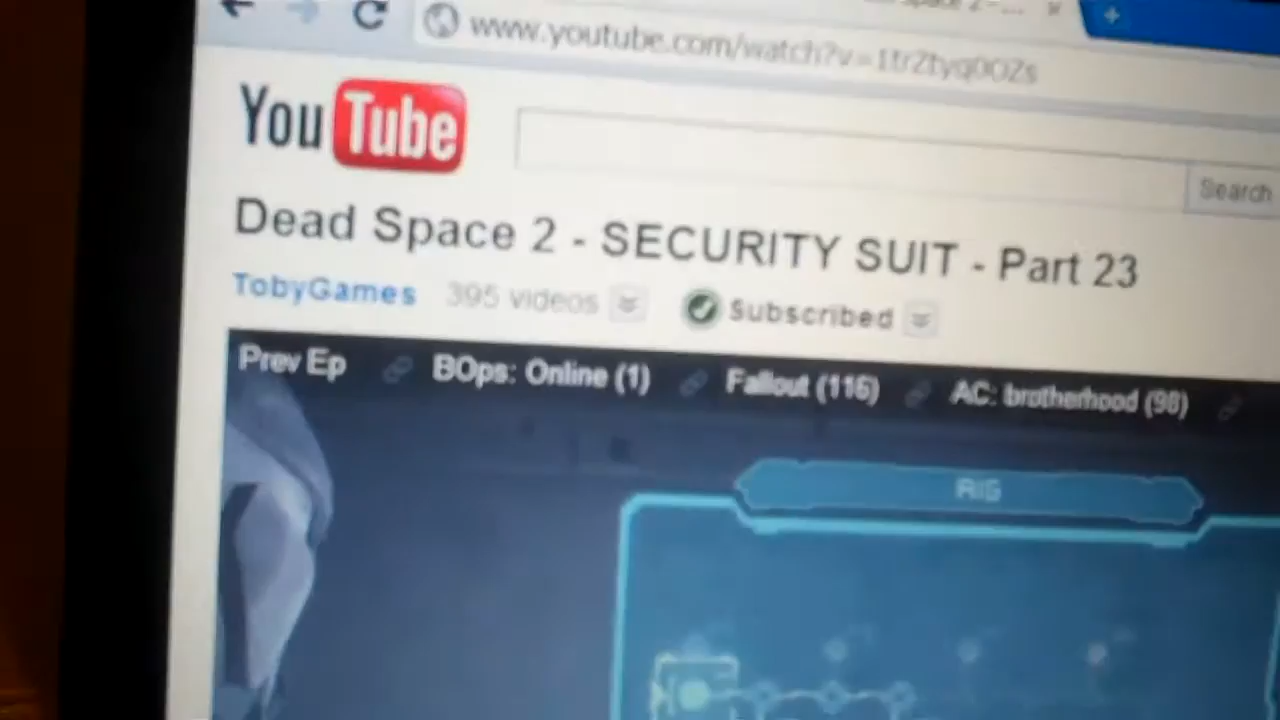 www.youtube.com/watch?v=
YouTube
Search
Dead Space 2 - SECURITY SUIT - Part 23
TobyGames 395 videos Subscribed
Prev Ep BOps: Online (1) Fallout (116) AC: brotherhood (98)
RIG